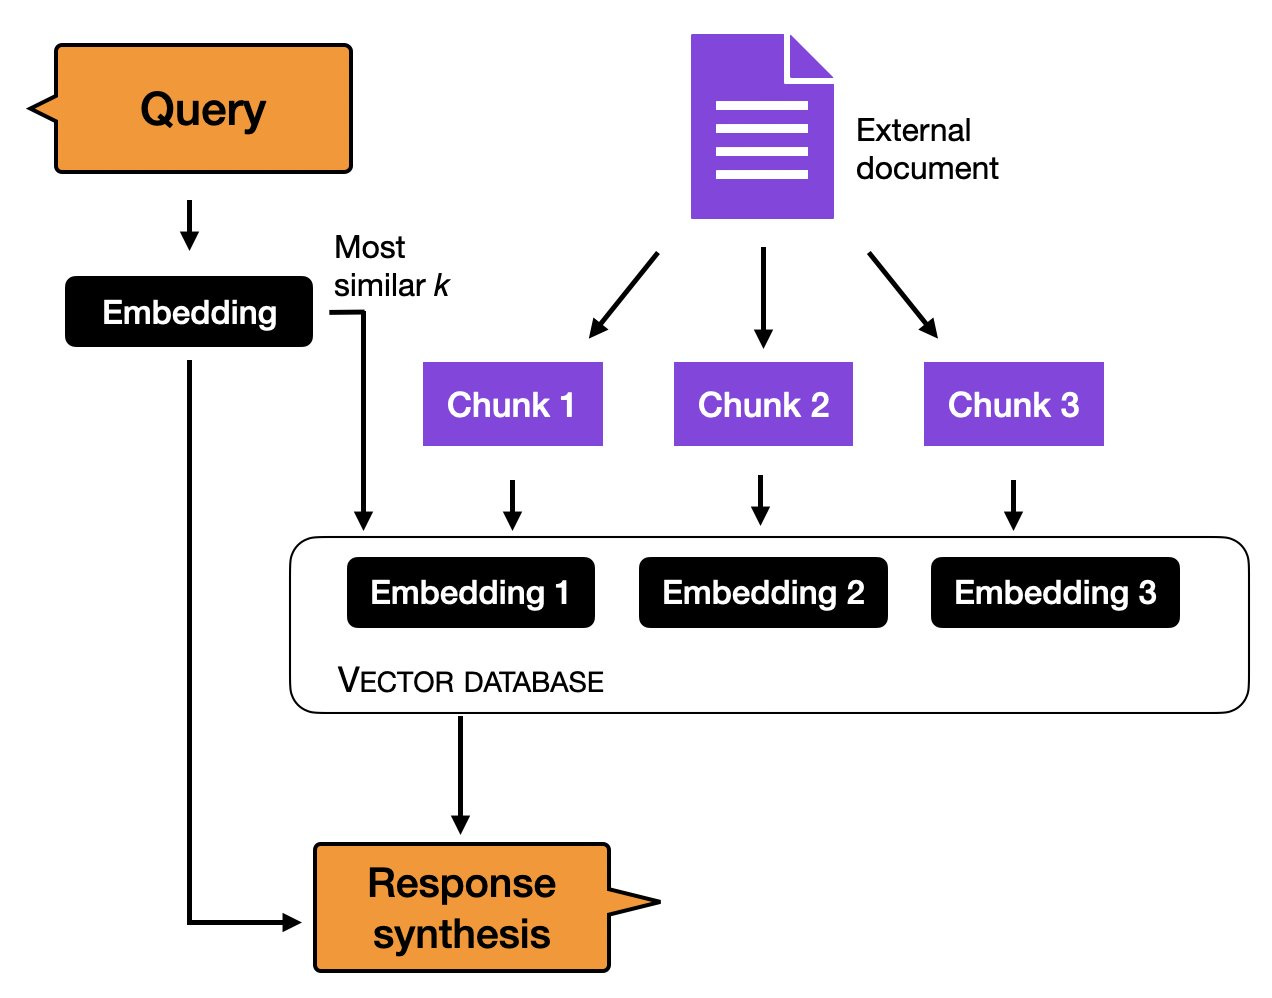 Query
External
document
Most
similar k
Embedding
Chunk 1
Chunk 2
Chunk 3
Embedding 1
Embedding 2
Embedding 3
VECTOR DATABASE
Response
synthesis